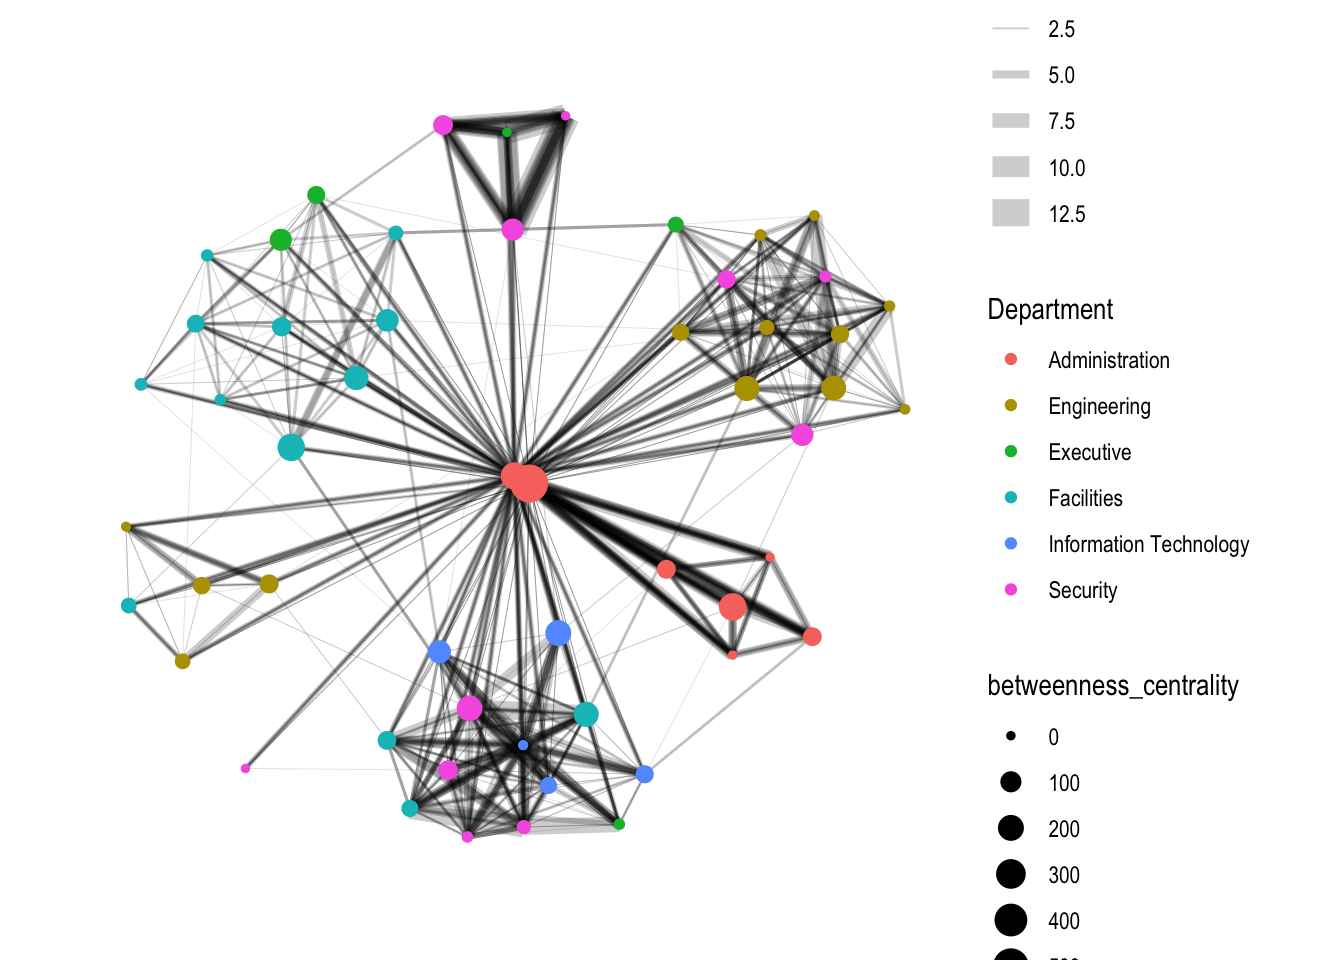 2.5
5.0
7.5
10.0
12.5
Department
Administration
Engineering
Executive
Facilities
Information Technology
Security
betweenness_centrality
0
100
200
300
400